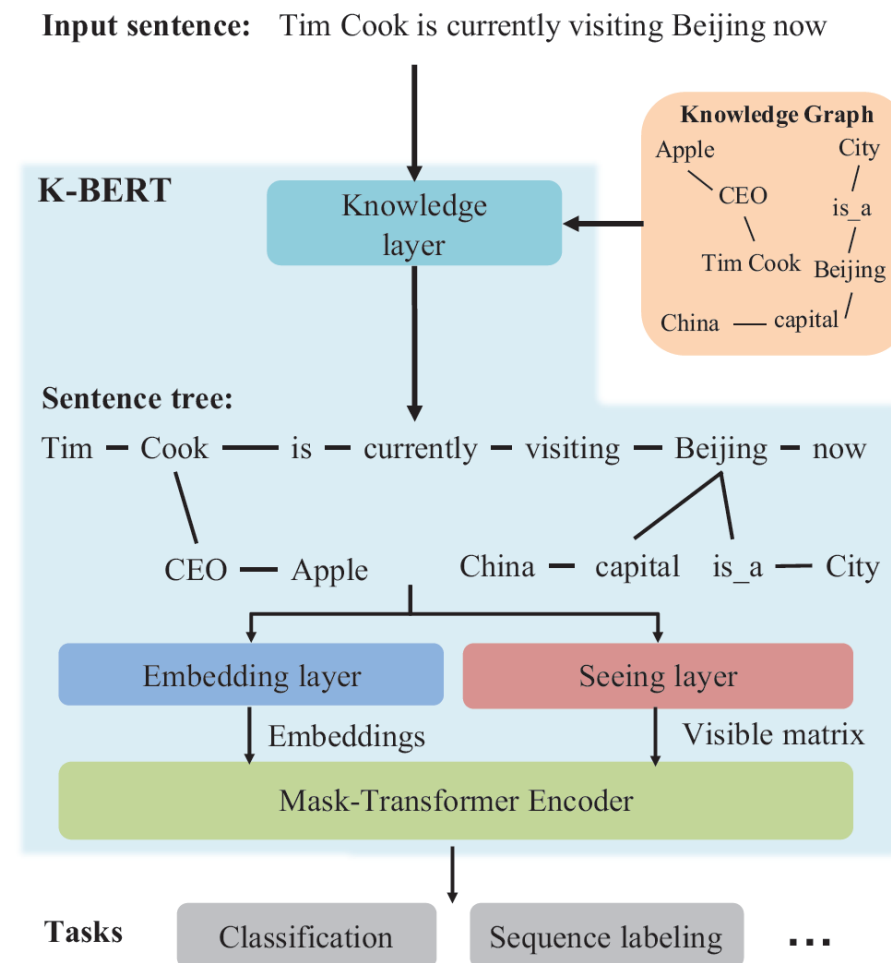 Input sentence: Tim Cook is currently visiting Beijing now
Knowledge Graph
Apple
City
CEO
is_a
Tim Cook
Beijing
China
capital
K-BERT
Knowledge
layer
Sentence tree:
Tim Cook is currently visiting Beijing now
CEO Apple China capital is_a City
Embedding layer
Seeing layer
Embeddings
Visible matrix
Mask-Transformer Encoder
Tasks
Classification
Sequence labeling
...